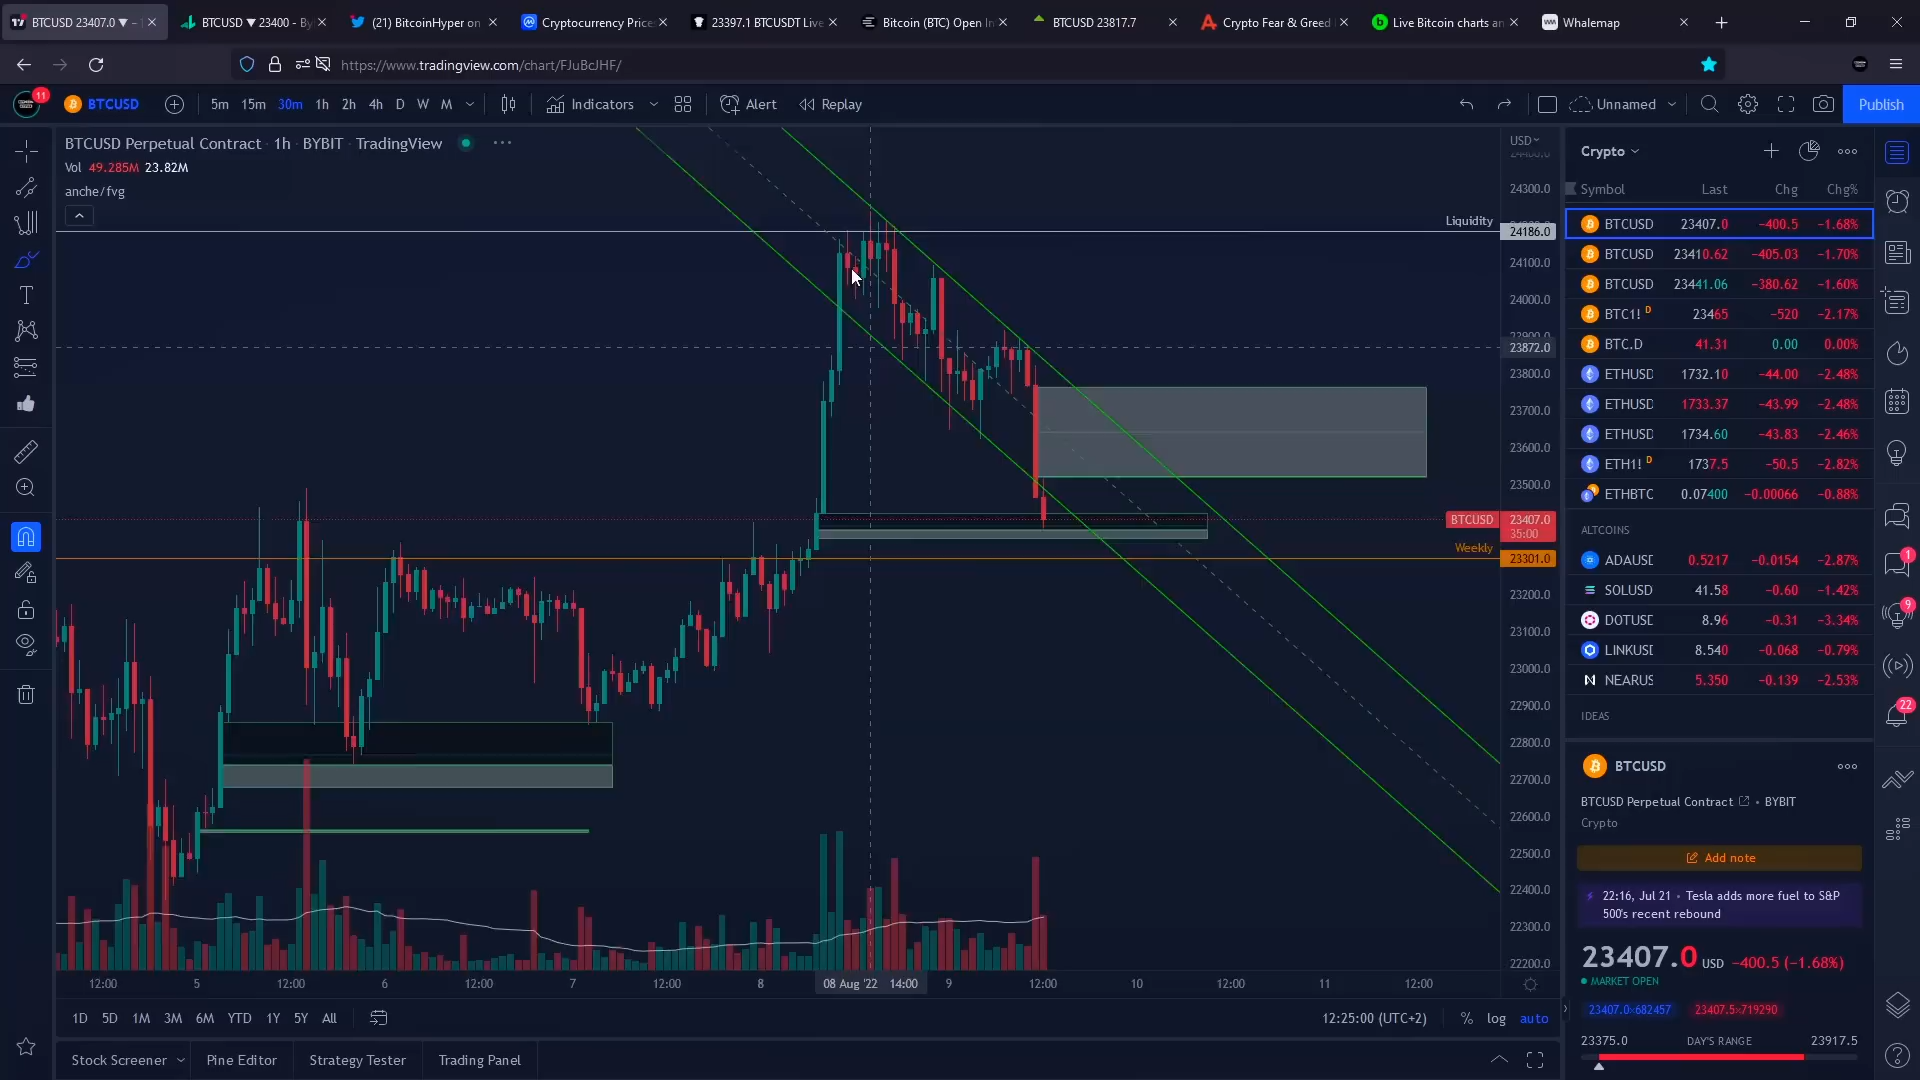 BTCUSD 23407.0 ▼ –
BTCUSD ▼ 23400 - By
(21) BitcoinHyper on
Cryptocurrency Price
23397.1 BTCUSDT Live
Bitcoin (BTC) Open In
BTCUSD 23817.7
Crypto Fear & Greed
Live Bitcoin charts an
Whalemap
https://www.tradingview.com/chart/FJuBcJHF/
11
BTCUSD
5m 15m 30m 1h 2h 4h D W M
Indicators
Alert
Replay
Unnamed
Publish
BTCUSD Perpetual Contract · 1h · BYBIT · TradingView
Vol 49.285M 23.82M
anche/fvg
USD
24300.0
Liquidity 24186.0
24100.0
24000.0
23900.0
23872.0
23800.0
23700.0
23600.0
23500.0
BTCUSD 23407.0
35:00
Weekly 23301.0
23200.0
23100.0
23000.0
22900.0
22800.0
22700.0
22600.0
22500.0
22400.0
22300.0
22200.0
12:00 5 12:00 6 12:00 7 12:00 8 08 Aug '22 14:00 9 12:00 10 12:00 11 12:00
1D 5D 1M 3M 6M YTD 1Y 5Y All
12:25:00 (UTC+2) % log auto
Stock Screener Pine Editor Strategy Tester Trading Panel
Crypto
Symbol Last Chg Chg%
BTCUSD 23407.0 −400.5 −1.68%
BTCUSD 23410.62 −405.03 −1.70%
BTCUSD 23441.06 −380.62 −1.60%
BTC1! D 23465 −520 −2.17%
BTC.D 41.31 0.00 0.00%
ETHUSD 1732.10 −44.00 −2.48%
ETHUSD 1733.37 −43.99 −2.48%
ETHUSD 1734.60 −43.83 −2.46%
ETH1! D 1737.5 −50.5 −2.82%
ETHBTC 0.07400 −0.00066 −0.88%
ALTCOINS
ADAUSD 0.5217 −0.0154 −2.87%
SOLUSD 41.58 −0.60 −1.42%
DOTUSD 8.96 −0.31 −3.34%
LINKUSD 8.540 −0.068 −0.79%
NEARUS 5.350 −0.139 −2.53%
IDEAS
BTCUSD
BTCUSD Perpetual Contract • BYBIT
Crypto
Add note
22:16, Jul 21 • Tesla adds more fuel to S&P
500's recent rebound
23407.0 USD −400.5 (−1.68%)
MARKET OPEN
23407.0×682457 23407.5×719290
23375.0 DAY'S RANGE 23917.5
1
9
22